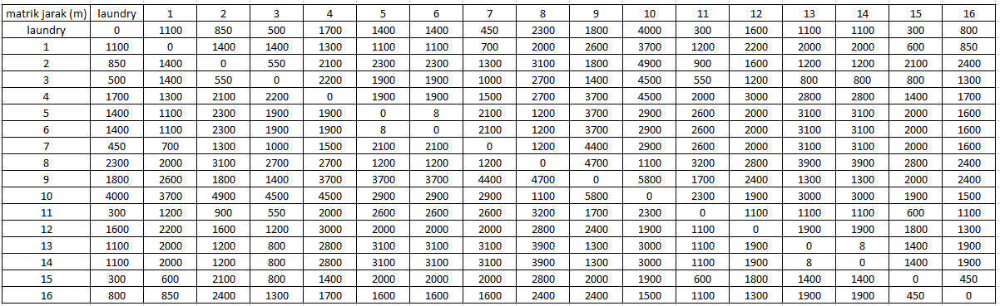 matrik jarak (m) laundry 1 2 3 4 5 6 7 8 9 10 11 12 13 14 15 16
laundry 0 1100 850 500 1700 1400 1400 450 2300 1800 4000 300 1600 1100 1100 300 800
1 1100 0 1400 1400 1300 1100 1100 700 2000 2600 3700 1200 2200 2000 2000 600 850
2 850 1400 0 550 2100 2300 2300 1300 3100 1800 4900 900 1600 1200 1200 2100 2400
3 500 1400 550 0 2200 1900 1900 1000 2700 1400 4500 550 1200 800 800 800 1300
4 1700 1300 2100 2200 0 1900 1900 1500 2700 3700 4500 2000 3000 2800 2800 1400 1700
5 1400 1100 2300 1900 1900 0 8 2100 1200 3700 2900 2600 2000 3100 3100 2000 1600
6 1400 1100 2300 1900 1900 8 0 2100 1200 3700 2900 2600 2000 3100 3100 2000 1600
7 450 700 1300 1000 1500 2100 2100 0 1200 4400 2900 2600 2000 3100 3100 2000 1600
8 2300 2000 3100 2700 2700 1200 1200 1200 0 4700 1100 3200 2800 3900 3900 2800 2400
9 1800 2600 1800 1400 3700 3700 3700 4400 4700 0 5800 1700 2400 1300 1300 2000 2400
10 4000 3700 4900 4500 4500 2900 2900 2900 1100 5800 0 2300 1900 3000 3000 1900 1500
11 300 1200 900 550 2000 2600 2600 2600 3200 1700 2300 0 1100 1100 1100 600 1100
12 1600 2200 1600 1200 3000 2000 2000 2000 2800 2400 1900 1100 0 1900 1900 1800 1300
13 1100 2000 1200 800 2800 3100 3100 3100 3900 1300 3000 1100 1900 0 8 1400 1900
14 1100 2000 1200 800 2800 3100 3100 3100 3900 1300 3000 1100 1900 8 0 1400 1900
15 300 600 2100 800 1400 2000 2000 2000 2800 2000 1900 600 1800 1400 1400 0 450
16 800 850 2400 1300 1700 1600 1600 1600 2400 2400 1500 1100 1300 1900 1900 450 0